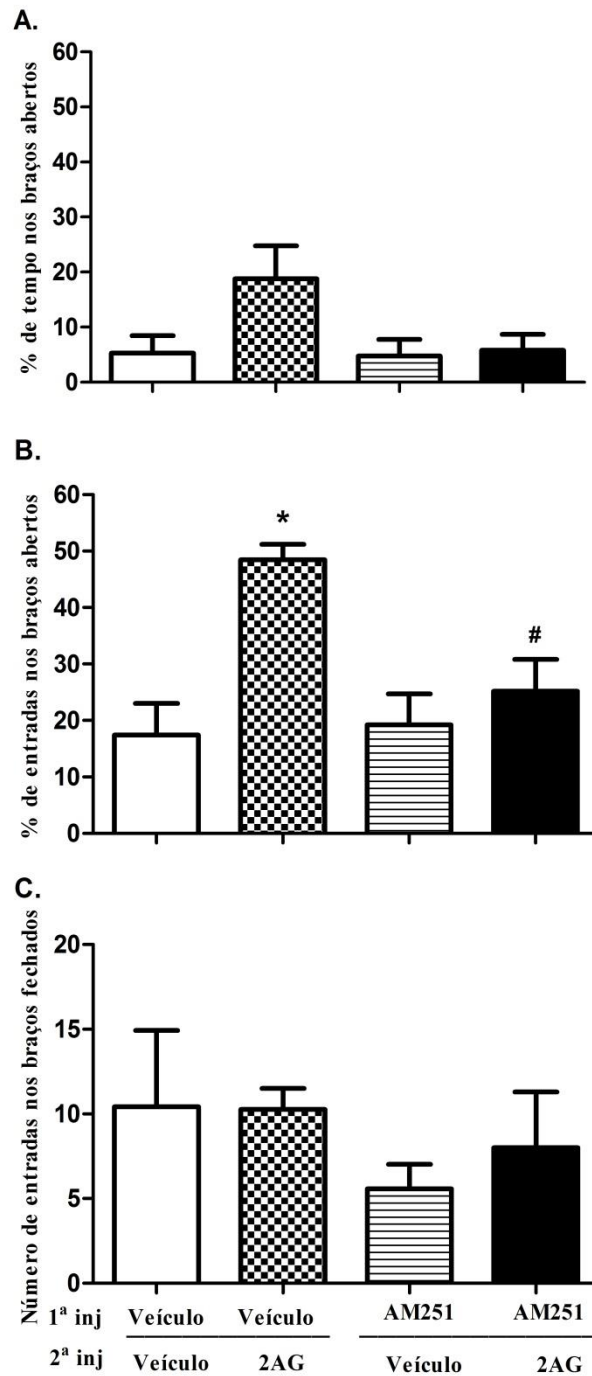 A.
% de tempo nos braços abertos
60
50
40
30
20
10
0
B.
% de entradas nos braços abertos
60
50
40
30
20
10
0
*
#
C.
Número de entradas nos braços fechados
20
15
10
5
0
1ª inj Veículo Veículo AM251 AM251
2ª inj Veículo 2AG Veículo 2AG